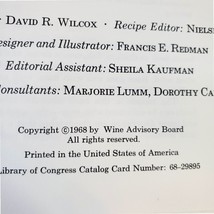 DAVID R. WILCOX • Recipe Editor: NIELS
esigner and Illustrator: FRANCIS E. REDMAN
Editorial Assistant: SHEILA KAUFMAN
Consultants: MARJORIE LUMM, DOROTHY CA
Copyright ©1968 by Wine Advisory Board
All rights reserved.
Printed in the United States of America
Library of Congress Catalog Card Number: 68-29895